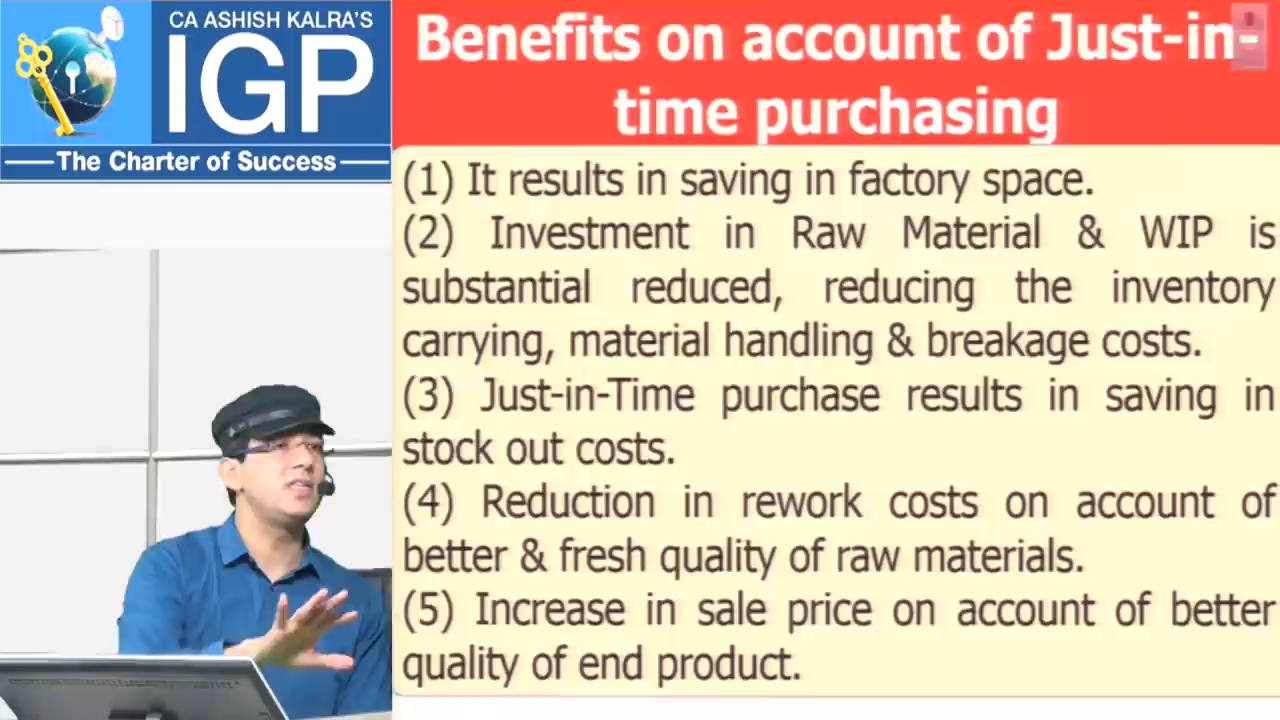 CA ASHISH KALRA'S
IGP
The Charter of Success
Benefits on account of Just-in-
time purchasing
(1) It results in saving in factory space.
(2) Investment in Raw Material & WIP is
substantial reduced, reducing the inventory
carrying, material handling & breakage costs.
(3) Just-in-Time purchase results in saving in
stock out costs.
(4) Reduction in rework costs on account of
better & fresh quality of raw materials.
(5) Increase in sale price on account of better
quality of end product.